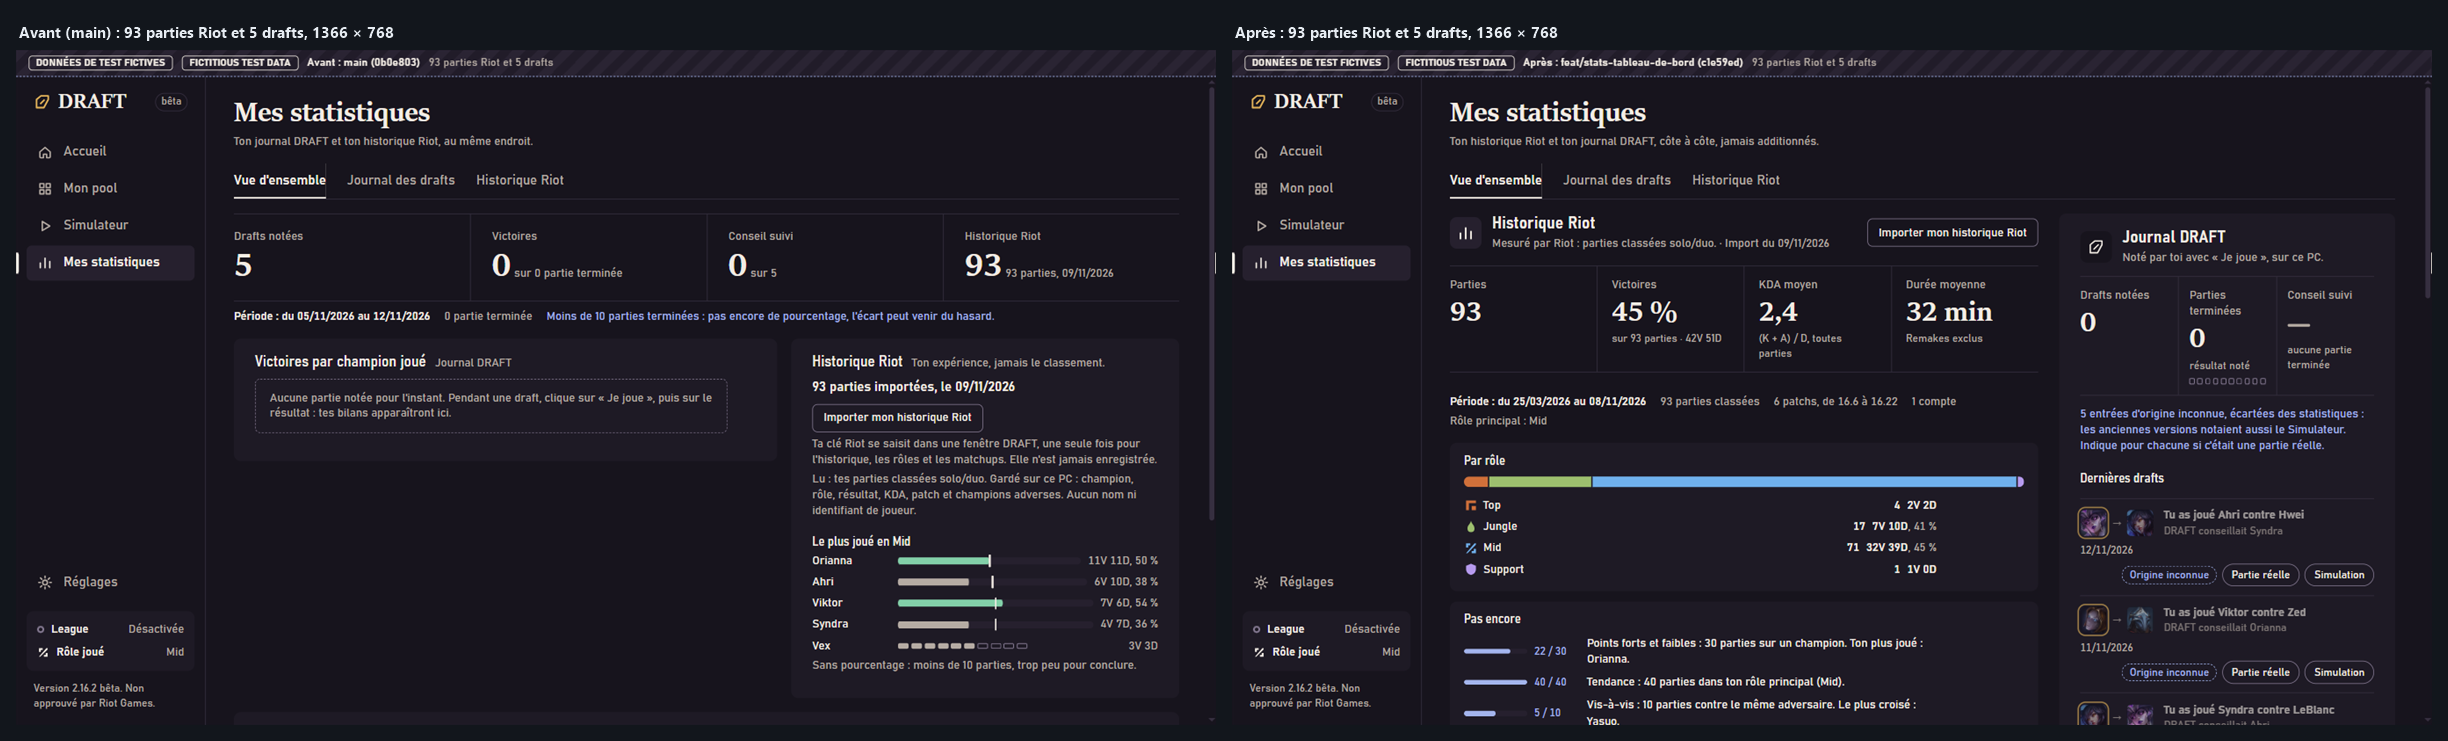 Avant (main) : 93 parties Riot et 5 drafts, 1366 × 768
DONNÉES DE TEST FICTIVES
FICTITIOUS TEST DATA
Avant : main (0b0e803)
93 parties Riot et 5 drafts
DRAFT
bêta
Accueil
Mon pool
Simulateur
Mes statistiques
Réglages
League
Désactivée
Rôle joué
Mid
Version 2.16.2 bêta. Non
approuvé par Riot Games.
Mes statistiques
Ton journal DRAFT et ton historique Riot, au même endroit.
Vue d'ensemble
Journal des drafts
Historique Riot
Drafts notées
5
Victoires
0 sur 0 partie terminée
Conseil suivi
0 sur 5
Historique Riot
93 93 parties, 09/11/2026
Période : du 05/11/2026 au 12/11/2026
0 partie terminée
Moins de 10 parties terminées : pas encore de pourcentage, l'écart peut venir du hasard.
Victoires par champion joué
Journal DRAFT
Aucune partie notée pour l'instant. Pendant une draft, clique sur « Je joue », puis sur le
résultat : tes bilans apparaîtront ici.
Historique Riot
Ton expérience, jamais le classement.
93 parties importées, le 09/11/2026
Importer mon historique Riot
Ta clé Riot se saisit dans une fenêtre DRAFT, une seule fois pour
l'historique, les rôles et les matchups. Elle n'est jamais enregistrée.
Lu : tes parties classées solo/duo. Gardé sur ce PC : champion,
rôle, résultat, KDA, patch et champions adverses. Aucun nom ni
identifiant de joueur.
Le plus joué en Mid
Orianna 11V 11D, 50 %
Ahri 6V 10D, 38 %
Viktor 7V 6D, 54 %
Syndra 4V 7D, 36 %
Vex 3V 3D
Sans pourcentage : moins de 10 parties, trop peu pour conclure.
Après : 93 parties Riot et 5 drafts, 1366 × 768
DONNÉES DE TEST FICTIVES
FICTITIOUS TEST DATA
Après : feat/stats-tableau-de-bord (c1e59ed)
93 parties Riot et 5 drafts
DRAFT
bêta
Accueil
Mon pool
Simulateur
Mes statistiques
Réglages
League
Désactivée
Rôle joué
Mid
Version 2.16.2 bêta. Non
approuvé par Riot Games.
Mes statistiques
Ton historique Riot et ton journal DRAFT, côte à côte, jamais additionnés.
Vue d'ensemble
Journal des drafts
Historique Riot
Historique Riot
Mesuré par Riot : parties classées solo/duo. · Import du 09/11/2026
Importer mon historique Riot
Parties
93
Victoires
45 %
sur 93 parties · 42V 51D
KDA moyen
2,4
(K + A) / D, toutes
parties
Durée moyenne
32 min
Remakes exclus
Période : du 25/03/2026 au 08/11/2026
93 parties classées
6 patchs, de 16.6 à 16.22
1 compte
Rôle principal : Mid
Par rôle
Top 4 2V 2D
Jungle 17 7V 10D, 41 %
Mid 71 32V 39D, 45 %
Support 1 1V 0D
Pas encore
22 / 30
Points forts et faibles : 30 parties sur un champion. Ton plus joué :
Orianna.
40 / 40
Tendance : 40 parties dans ton rôle principal (Mid).
5 / 10
Vis-à-vis : 10 parties contre le même adversaire. Le plus croisé :
Yasuo.
Journal DRAFT
Noté par toi avec « Je joue », sur ce PC.
Drafts notées
0
Parties
terminées
0
résultat noté
Conseil suivi
—
aucune partie
terminée
5 entrées d'origine inconnue, écartées des statistiques :
les anciennes versions notaient aussi le Simulateur.
Indique pour chacune si c'était une partie réelle.
Dernières drafts
→
Tu as joué Ahri contre Hwei
DRAFT conseillait Syndra
12/11/2026
Origine inconnue
Partie réelle
Simulation
→
Tu as joué Viktor contre Zed
DRAFT conseillait Orianna
11/11/2026
Origine inconnue
Partie réelle
Simulation
→
Tu as joué Syndra contre LeBlanc
DRAFT conseillait Ahri